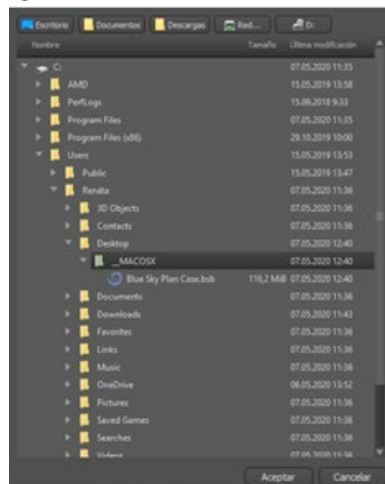 Escritorio Documentos Descargas Red... D:
Nombre Tamaño Última modificación
C: 07.05.2020 11:35
AMD 15.05.2019 13:58
PerfLogs 15.09.2018 9:33
Program Files 07.05.2020 11:35
Program Files (x86) 29.10.2019 10:00
Users 15.05.2019 13:53
Public 15.05.2019 13:47
Renáta 07.05.2020 11:36
3D Objects 07.05.2020 11:36
Contacts 07.05.2020 11:36
Desktop 07.05.2020 12:40
__MACOSX 07.05.2020 12:40
Blue Sky Plan Case.bsb 116,2 MiB 07.05.2020 12:40
Documents 07.05.2020 11:36
Downloads 07.05.2020 11:43
Favorites 07.05.2020 11:36
Links 07.05.2020 11:36
Music 07.05.2020 11:36
OneDrive 06.05.2020 13:52
Pictures 07.05.2020 11:36
Saved Games 07.05.2020 11:36
Searches 07.05.2020 11:36
Videos 07.05.2020 11:36
Aceptar Cancelar